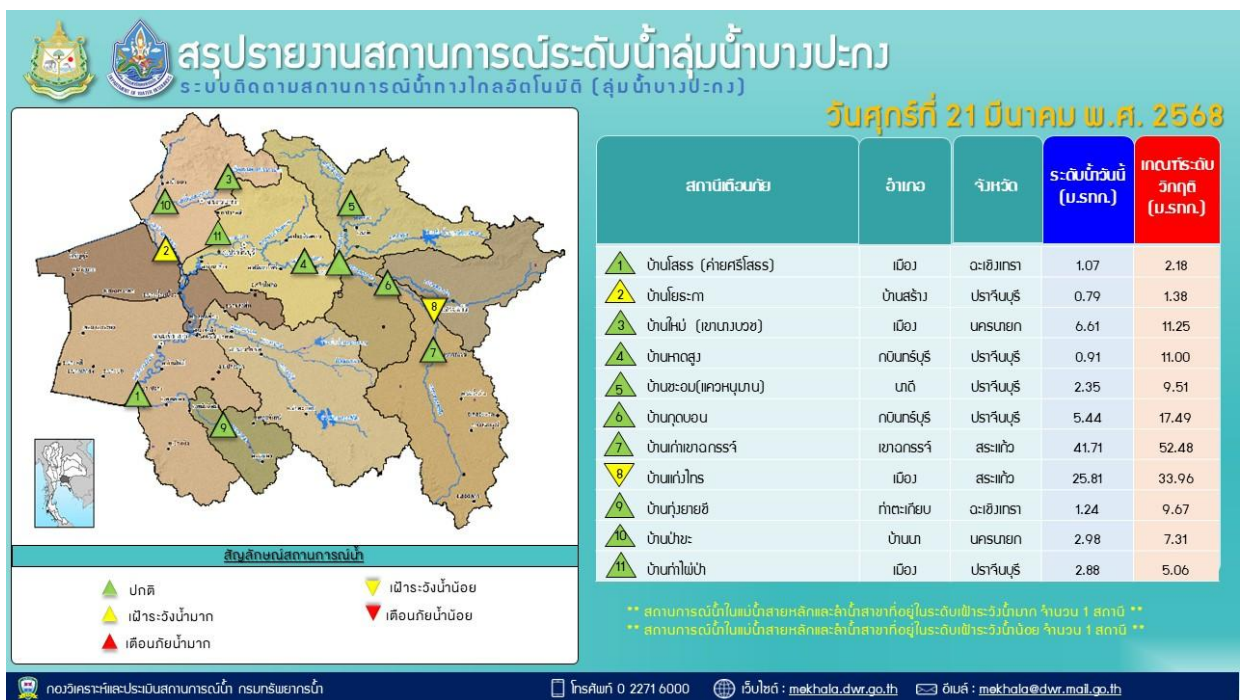 สรุปรายงานสถานการณ์ระดับน้ำลุ่มน้ำบางปะกง
ระบบติดตามสถานการณ์น้ำทางไกลอัตโนมัติ (ลุ่มน้ำบางปะกง)
วันศุกร์ที่ 21 มีนาคม พ.ศ. 2568
สถานีเตือนภัย อำเภอ จังหวัด ระดับน้ำวันนี้ (ม.รทก.) เกณฑ์ระดับวิกฤติ (ม.รทก.)
1 บ้านโสธร (ค่ายศรีโสธร) เมือง ฉะเชิงเทรา 1.07 2.18
2 บ้านโยธะกา บ้านสร้าง ปราจีนบุรี 0.79 1.38
3 บ้านใหม่ (เขานางบวช) เมือง นครนายก 6.61 11.25
4 บ้านหาดสูง กบินทร์บุรี ปราจีนบุรี 0.91 11.00
5 บ้านชะอม(แควหนุมาน) นาดี ปราจีนบุรี 2.35 9.51
6 บ้านกุดบอน กบินทร์บุรี ปราจีนบุรี 5.44 17.49
7 บ้านเก่าเขาฉกรรจ์ เขาฉกรรจ์ สระแก้ว 41.71 52.48
8 บ้านแก่งไทร เมือง สระแก้ว 25.81 33.96
9 บ้านทุ่งยายชี ท่าตะเกียบ ฉะเชิงเทรา 1.24 9.67
10 บ้านป่าขะ บ้านนา นครนายก 2.98 7.31
11 บ้านท่าไผ่ป่า เมือง ปราจีนบุรี 2.88 5.06
** สถานการณ์น้ำในแม่น้ำสายหลักและลำน้ำสาขาที่อยู่ในระดับเฝ้าระวังน้ำมาก จำนวน 1 สถานี **
** สถานการณ์น้ำในแม่น้ำสายหลักและลำน้ำสาขาที่อยู่ในระดับเฝ้าระวังน้ำน้อย จำนวน 1 สถานี **
สัญลักษณ์สถานการณ์น้ำ
ปกติ เฝ้าระวังน้ำน้อย
เฝ้าระวังน้ำมาก เตือนภัยน้ำน้อย
เตือนภัยน้ำมาก
กองวิเคราะห์และประเมินสถานการณ์น้ำ กรมทรัพยากรน้ำ โทรศัพท์ 0 2271 6000 เว็บไซต์ : mekhala.dwr.go.th อีเมล์ : mekhala@dwr.mail.go.th